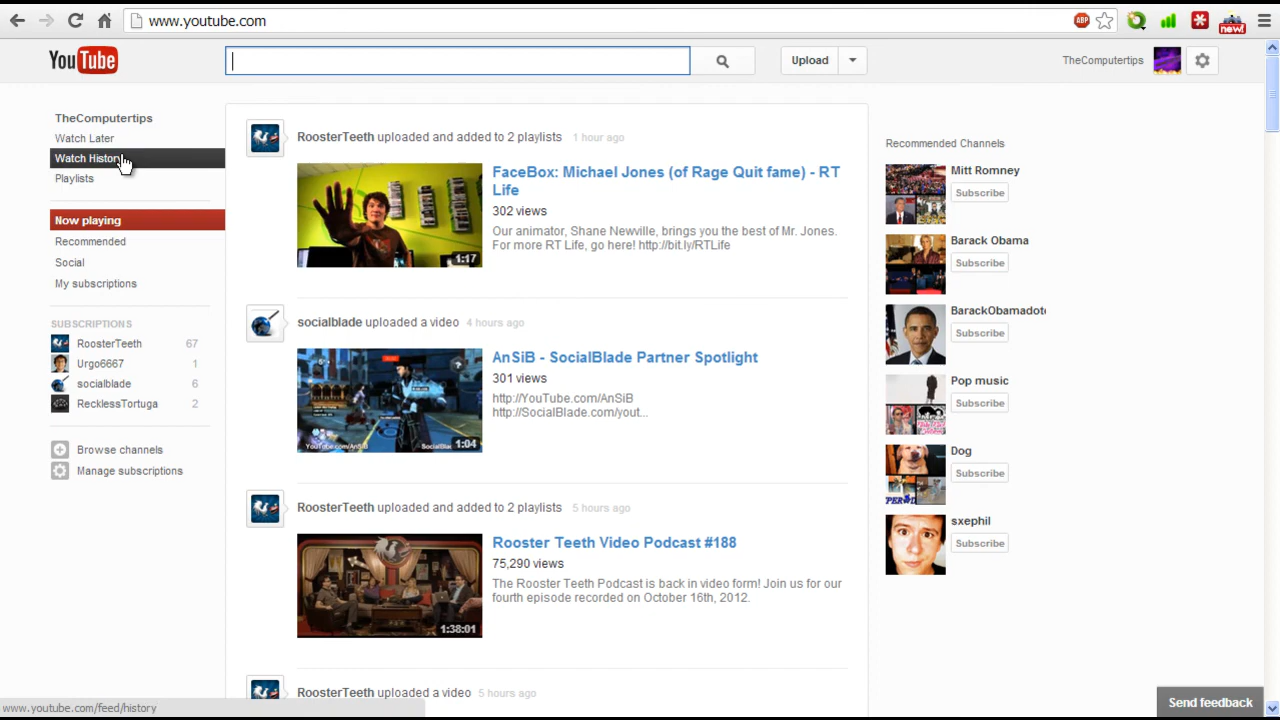 www.youtube.com
ABP
new!
YouTube
Upload
TheComputertips
TheComputertips
Watch Later
Watch History
Playlists
Now playing
Recommended
Social
My subscriptions
SUBSCRIPTIONS
RoosterTeeth 67
Urgo6667 1
socialblade 6
RecklessTortuga 2
Browse channels
Manage subscriptions
RoosterTeeth uploaded and added to 2 playlists 1 hour ago
FaceBox: Michael Jones (of Rage Quit fame) - RT
Life
302 views
Our animator, Shane Newville, brings you the best of Mr. Jones.
For more RT Life, go here! http://bit.ly/RTLife
1:17
socialblade uploaded a video 4 hours ago
AnSiB - SocialBlade Partner Spotlight
301 views
http://YouTube.com/AnSiB
http://SocialBlade.com/yout...
YouTube.com/AnSiB
1:04
RoosterTeeth uploaded and added to 2 playlists 5 hours ago
Rooster Teeth Video Podcast #188
75,290 views
The Rooster Teeth Podcast is back in video form! Join us for our
fourth episode recorded on October 16th, 2012.
1:38:01
RoosterTeeth uploaded a video 5 hours ago
Recommended Channels
Mitt Romney
Subscribe
Barack Obama
Subscribe
BarackObamadot
Subscribe
Pop music
Subscribe
Dog
Subscribe
sxephil
Subscribe
www.youtube.com/feed/history
Send feedback